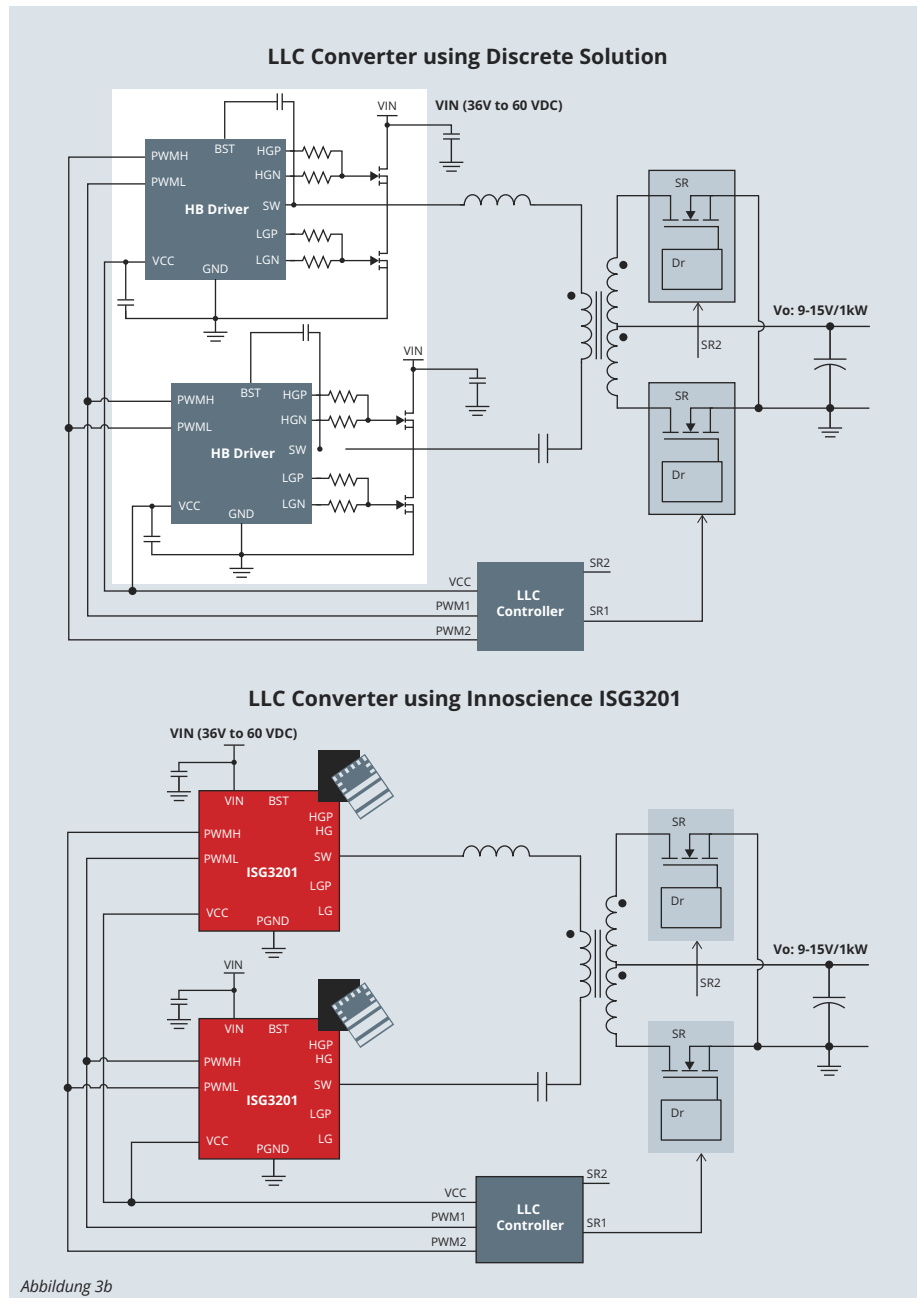 LLC Converter using Discrete Solution
VIN
VIN (36V to 60 VDC)
BST
PWMH
HGP
PWML
HGN
HB Driver
SW
LGP
VCC
LGN
GND
SR
Dr
Vo: 9-15V/1kW
SR2
VIN
BST
HGP
PWMH
HGN
PWML
HB Driver
SW
LGP
VCC
LGN
GND
SR
Dr
VCC
PWM1
PWM2
LLC
Controller
SR2
SR1
LLC Converter using Innoscience ISG3201
VIN (36V to 60 VDC)
VIN
BST
HGP
HG
PWMH
PWML
SW
ISG3201
LGP
VCC
LG
PGND
SR
Dr
Vo: 9-15V/1kW
SR2
VIN
VIN
BST
HGP
HG
PWMH
PWML
SW
ISG3201
LGP
VCC
LG
PGND
SR
Dr
VCC
PWM1
PWM2
LLC
Controller
SR2
SR1
Abbildung 3b